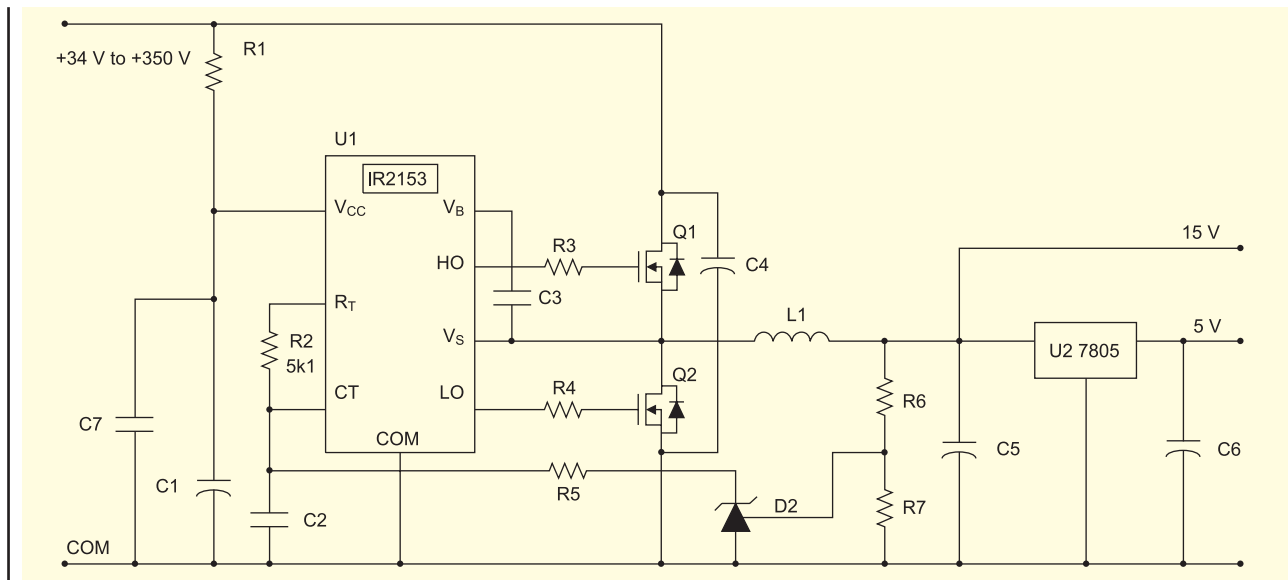 R1
+34 V to +350 V
U1
IR2153
VCC
VB
Q1
15 V
R3
HO
C4
C3
RT
L1
5 V
R2
5k1
VS
U2 7805
Q2
CT
LO
R4
R6
C7
COM
C5
C6
C1
R5
D2
R7
C2
COM